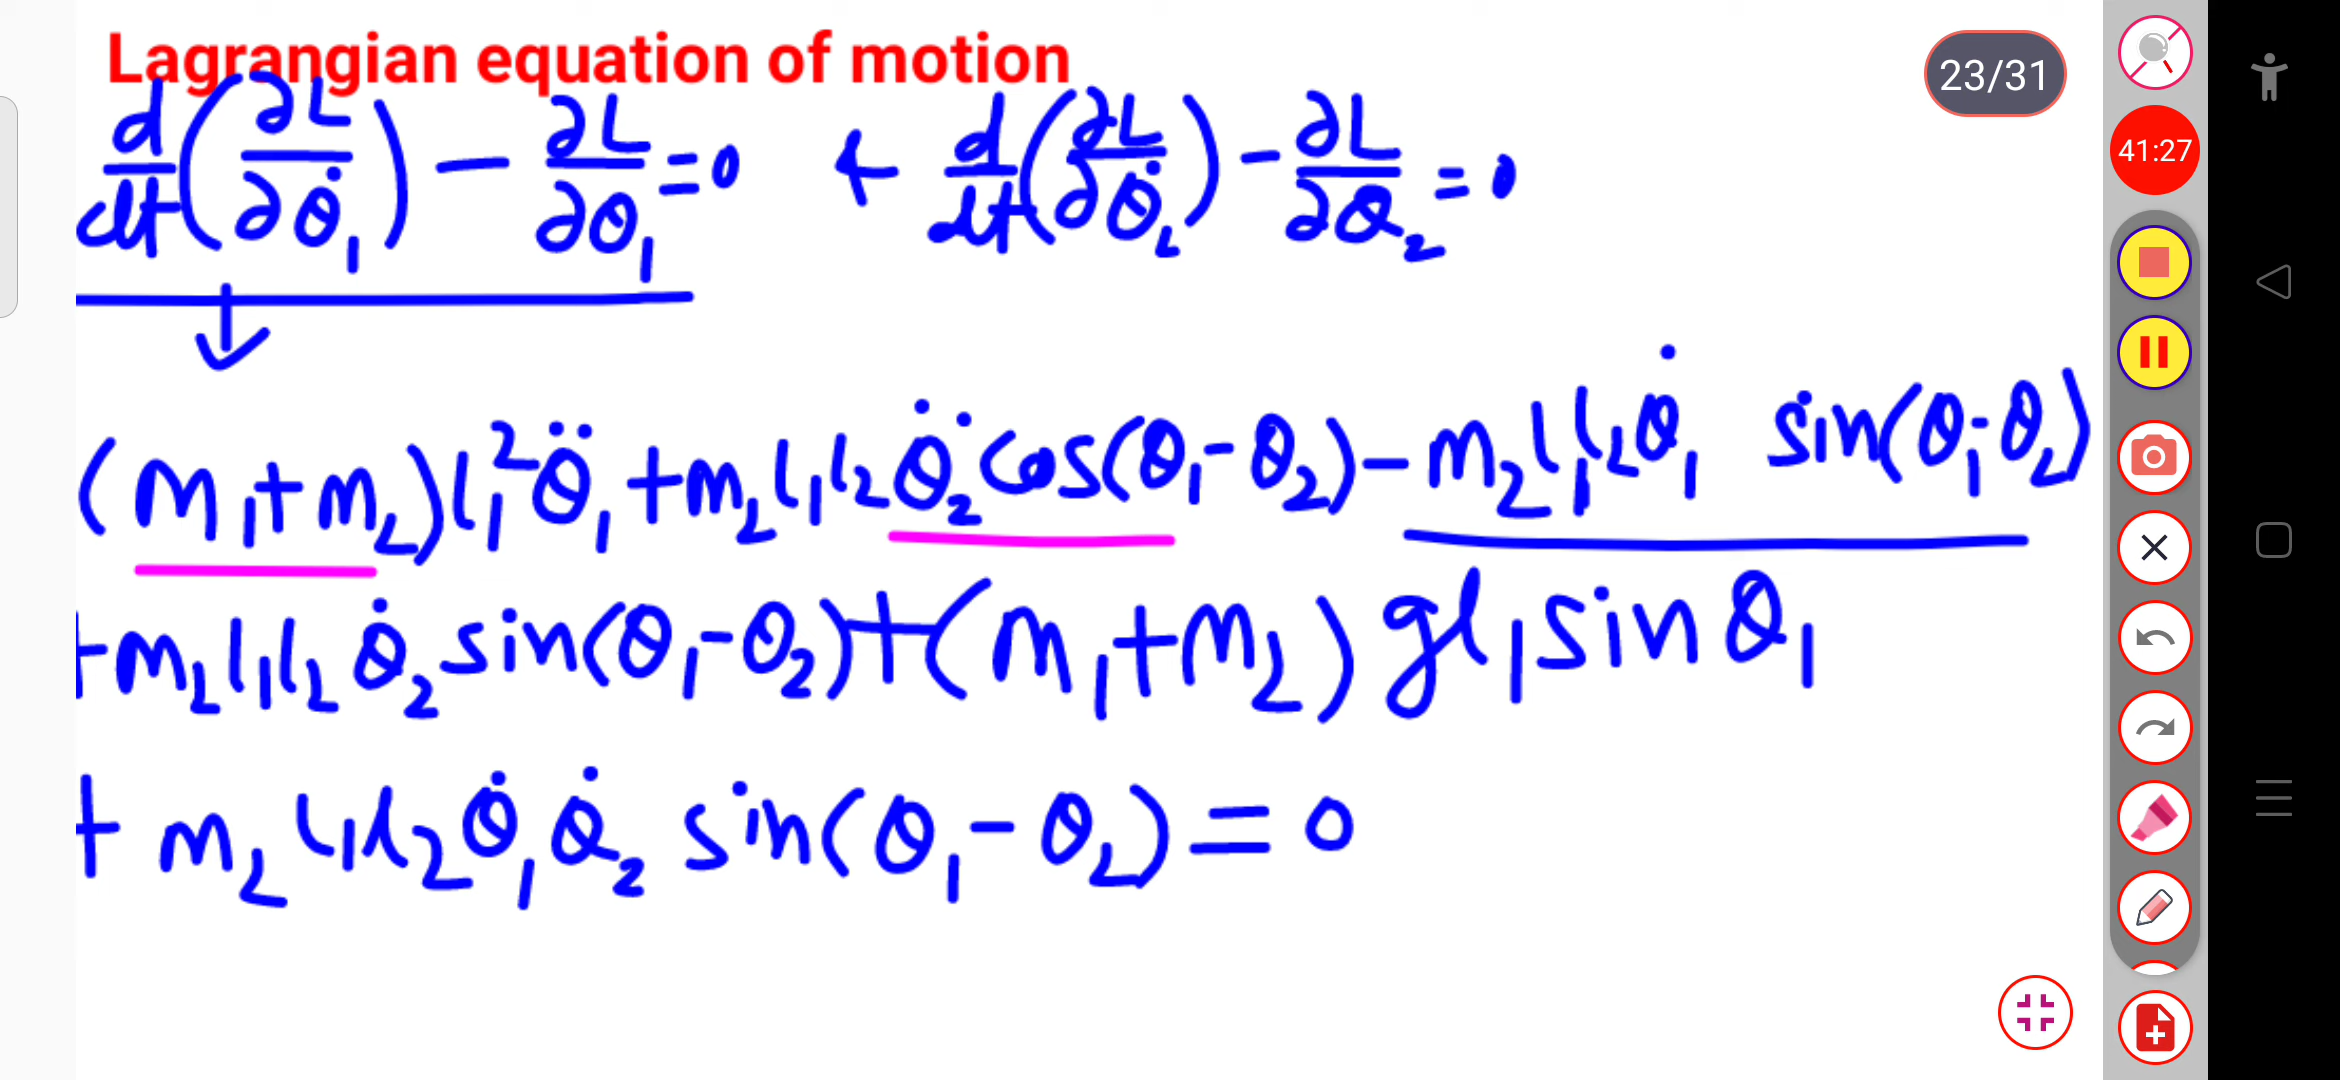 Lagrangian equation of motion
23/31
41:27
d/dt(∂L/∂θ̇₁) − ∂L/∂θ₁ = 0 & d/dt(∂L/∂θ̇₂) − ∂L/∂θ₂ = 0
(m₁+m₂)l₁²θ̈₁ + m₂l₁l₂θ̈₂cos(θ₁−θ₂) − m₂l₁l₂θ̇₁ sin(θ₁−θ₂)
+m₂l₁l₂θ̇₂sin(θ₁−θ₂)+(m₁+m₂)gl₁sinθ₁
+ m₂l₁l₂θ̇₁θ̇₂ sin(θ₁−θ₂) = 0